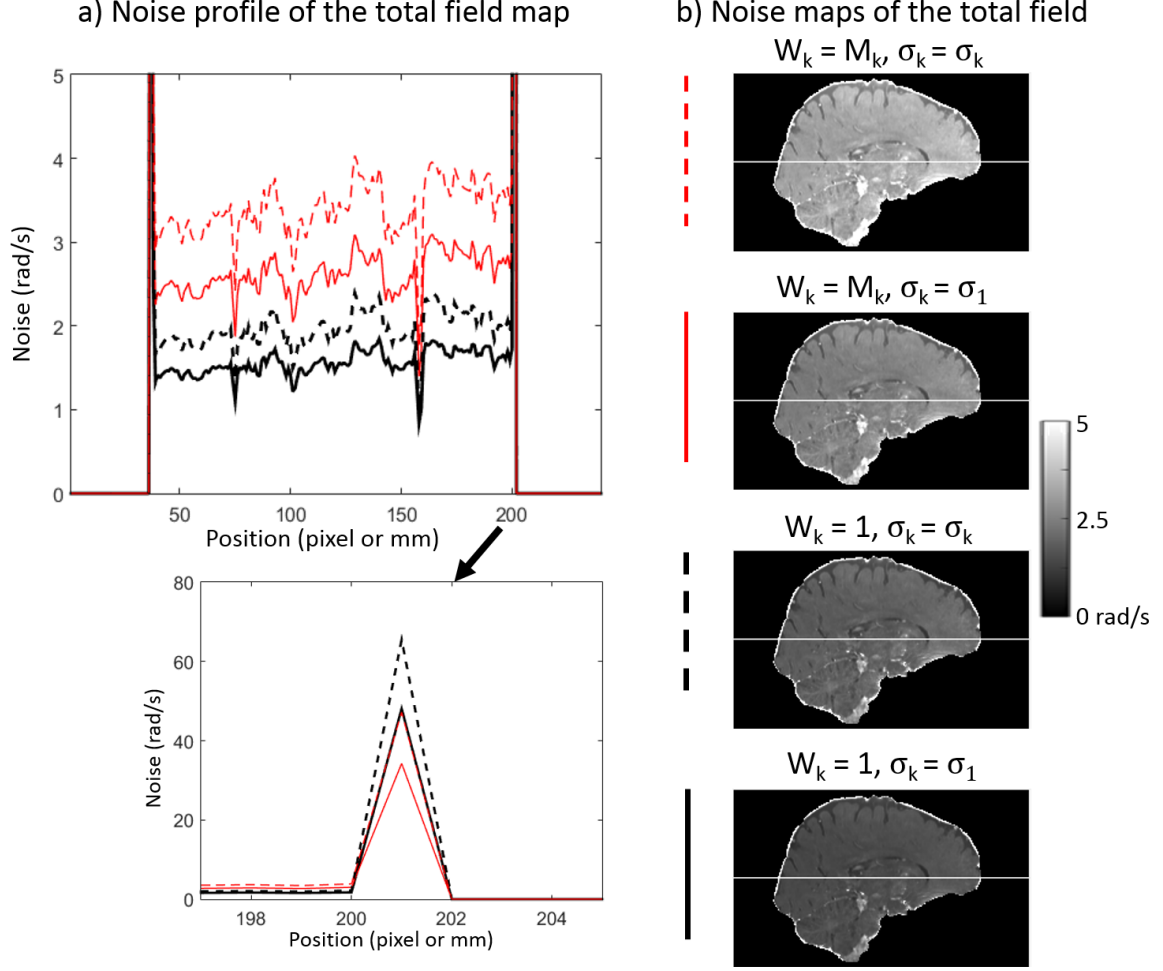 a) Noise profile of the total field map
5
4
3
2
1
0
Noise (rad/s)
50 100 150 200
Position (pixel or mm)
80
60
40
20
0
Noise (rad/s)
198 200 202 204
Position (pixel or mm)
b) Noise maps of the total field
Wₖ = Mₖ, σₖ = σₖ
Wₖ = Mₖ, σₖ = σ₁
Wₖ = 1, σₖ = σₖ
Wₖ = 1, σₖ = σ₁
5
2.5
0 rad/s